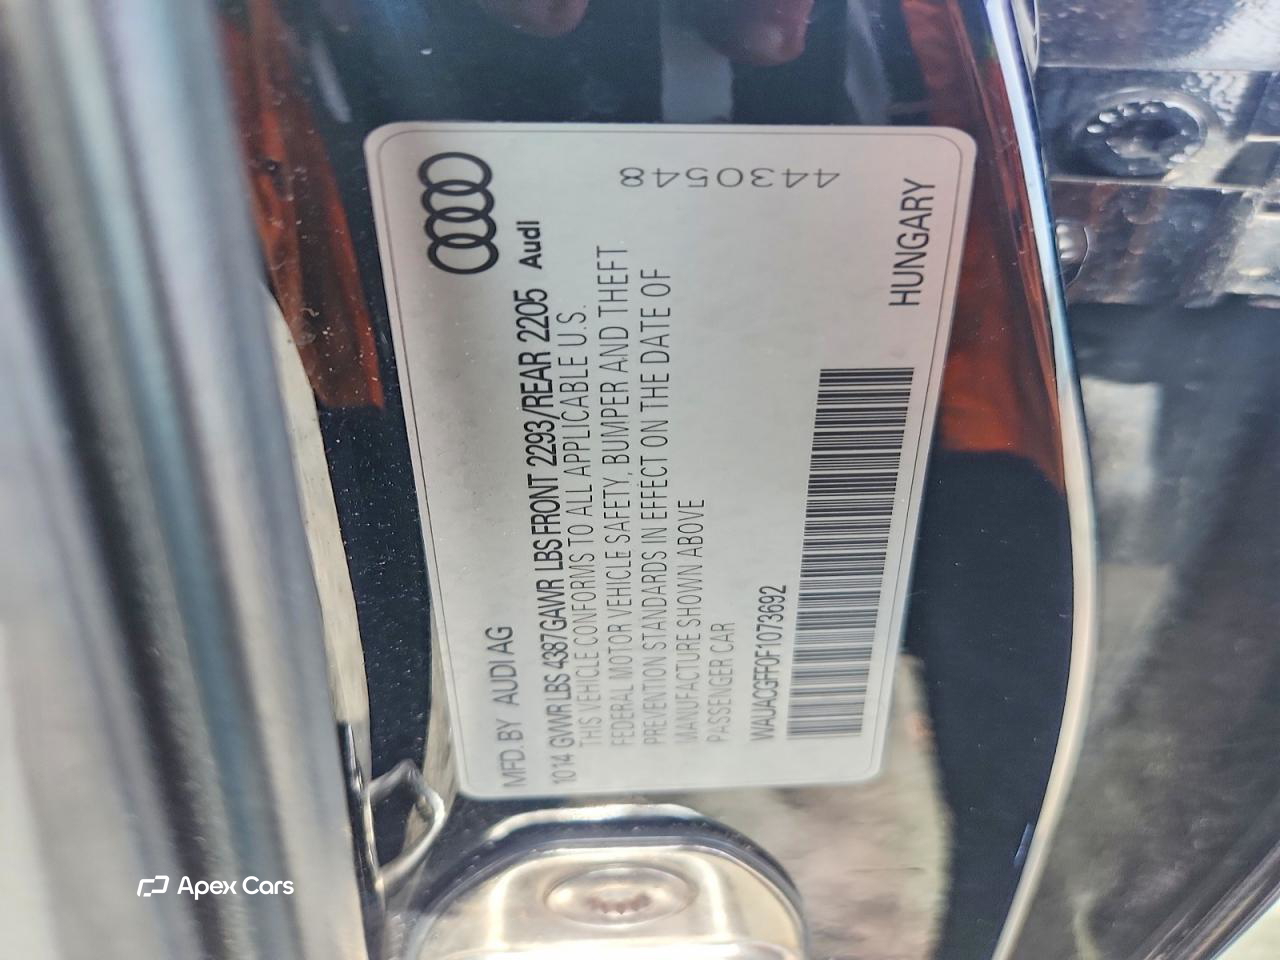 Audi
MFD. BY AUDI AG
10 14 GVWR LBS 4387 GAWR LBS FRONT 2293/REAR 2205
THIS VEHICLE CONFORMS TO ALL APPLICABLE U.S.
FEDERAL MOTOR VEHICLE SAFETY, BUMPER AND THEFT
PREVENTION STANDARDS IN EFFECT ON THE DATE OF
MANUFACTURE SHOWN ABOVE
PASSENGER CAR
WAUACGFF0F1073692
HUNGARY
4430548
Apex Cars